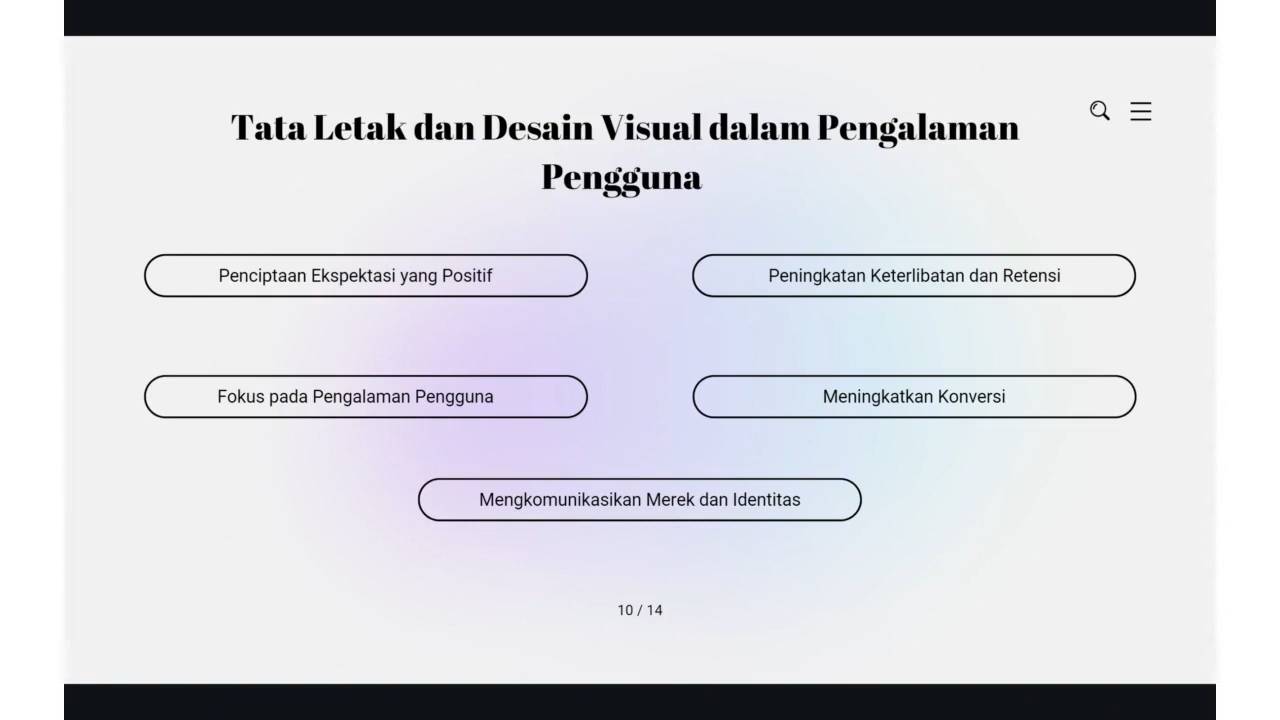 Tata Letak dan Desain Visual dalam Pengalaman
Pengguna
Penciptaan Ekspektasi yang Positif
Peningkatan Keterlibatan dan Retensi
Fokus pada Pengalaman Pengguna
Meningkatkan Konversi
Mengkomunikasikan Merek dan Identitas
10 / 14